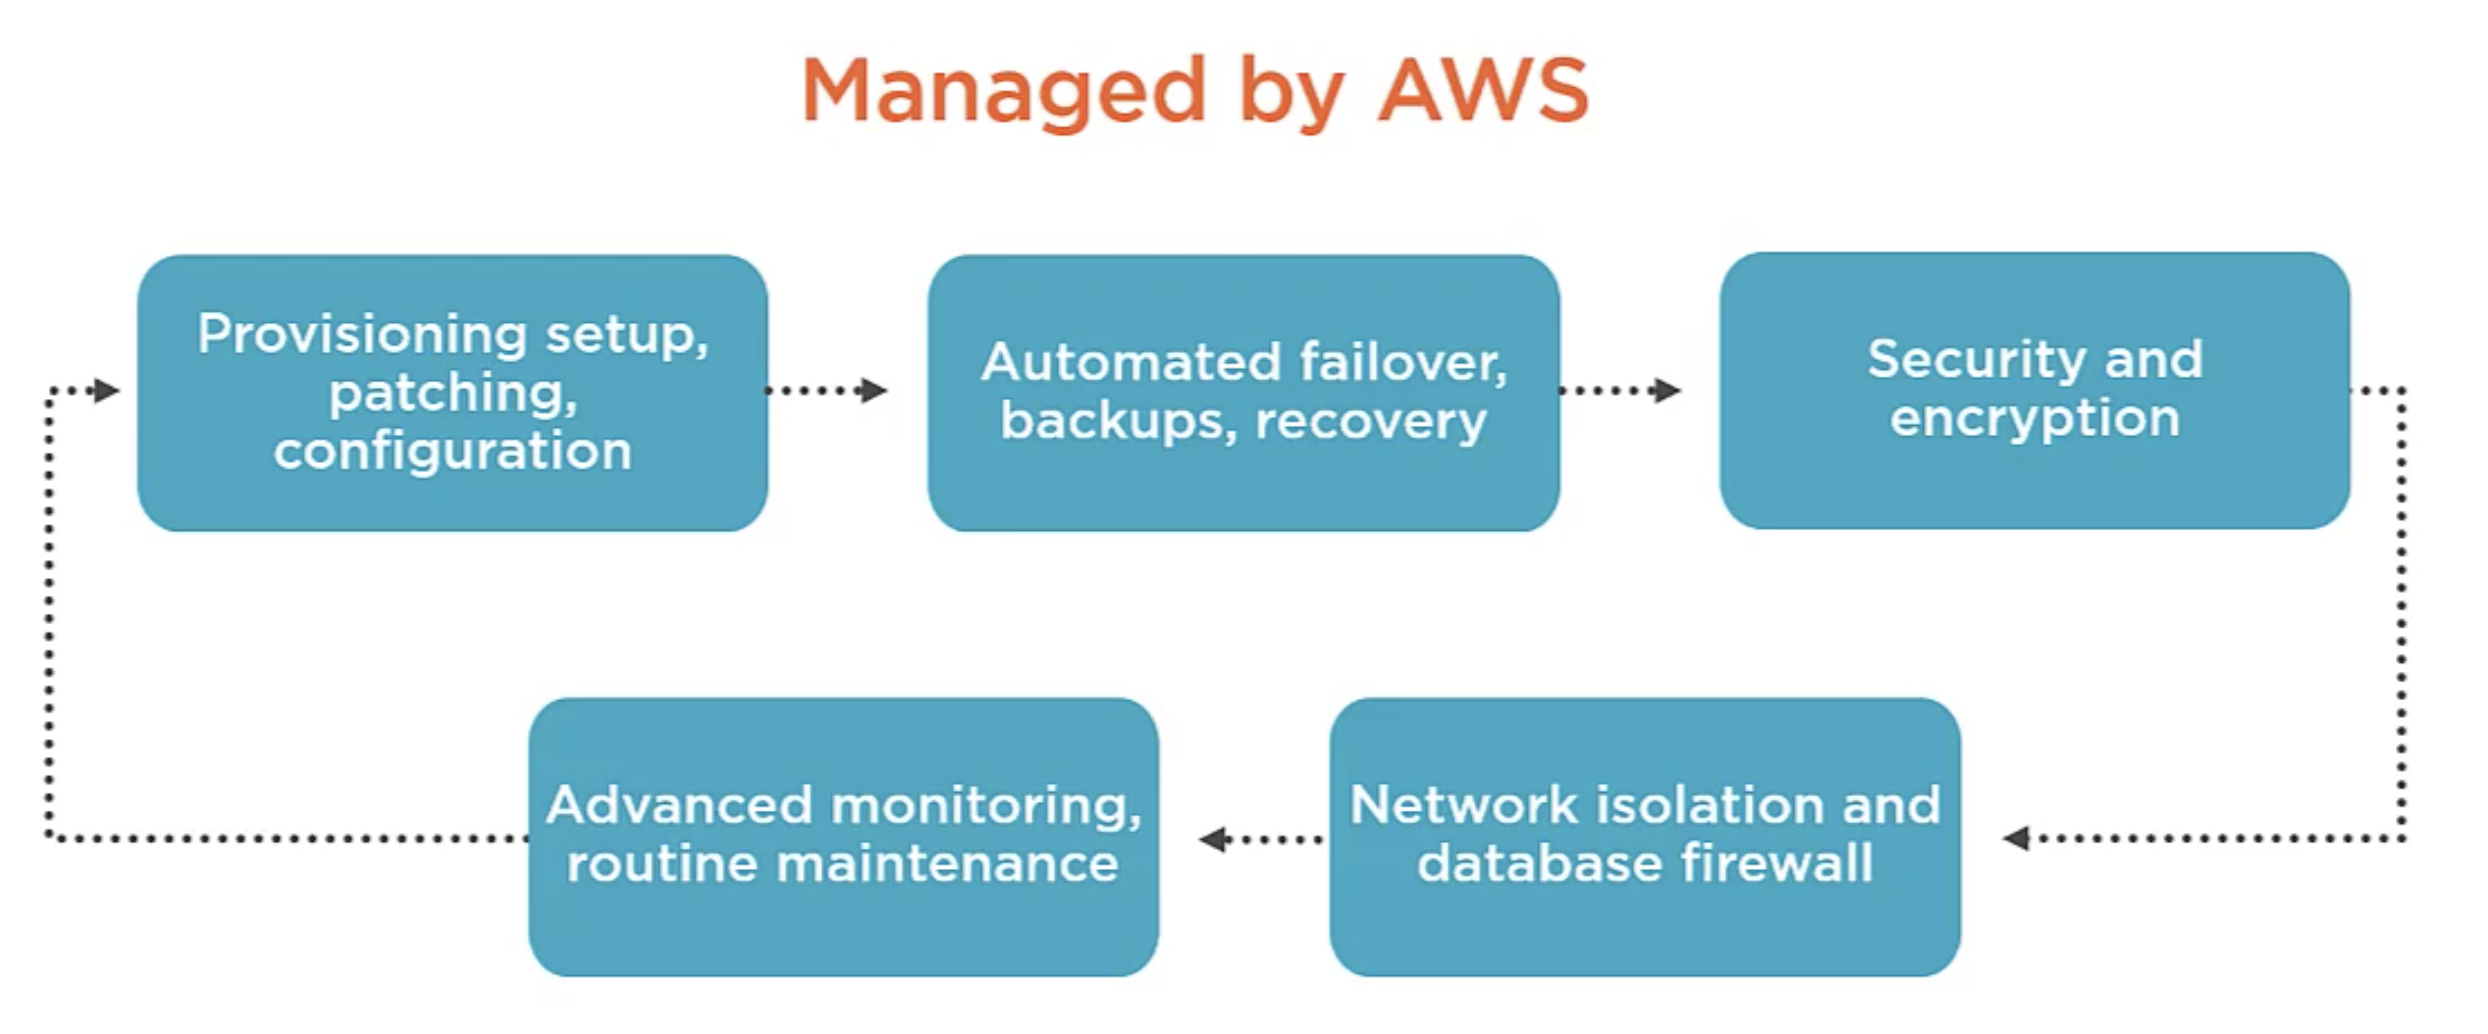 Managed by AWS
Provisioning setup,
patching,
configuration
Automated failover,
backups, recovery
Security and
encryption
Advanced monitoring,
routine maintenance
Network isolation and
database firewall